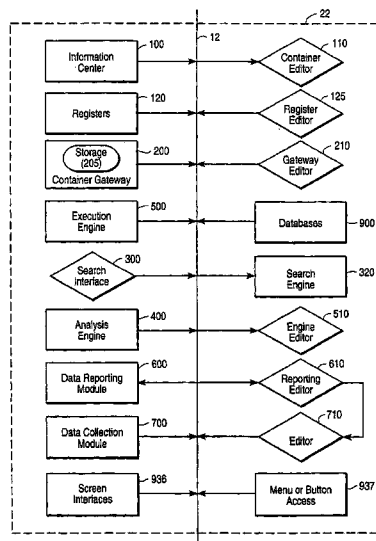 22
12
Information
Center
100
110
Container
Editor
Registers
120
125
Register
Editor
Storage
(205)
Container Gateway
200
210
Gateway
Editor
Execution
Engine
500
Databases
900
300
Search
Interface
Search
Engine
320
Analysis
Engine
400
510
Engine
Editor
Data Reporting
Module
600
610
Reporting
Editor
Data Collection
Module
700
710
Editor
Screen
Interfaces
936
Menu or Button
Access
937